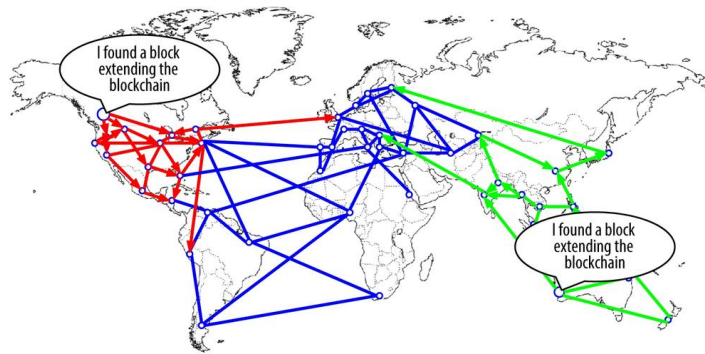 I found a block
extending the
blockchain
I found a block
extending the
blockchain